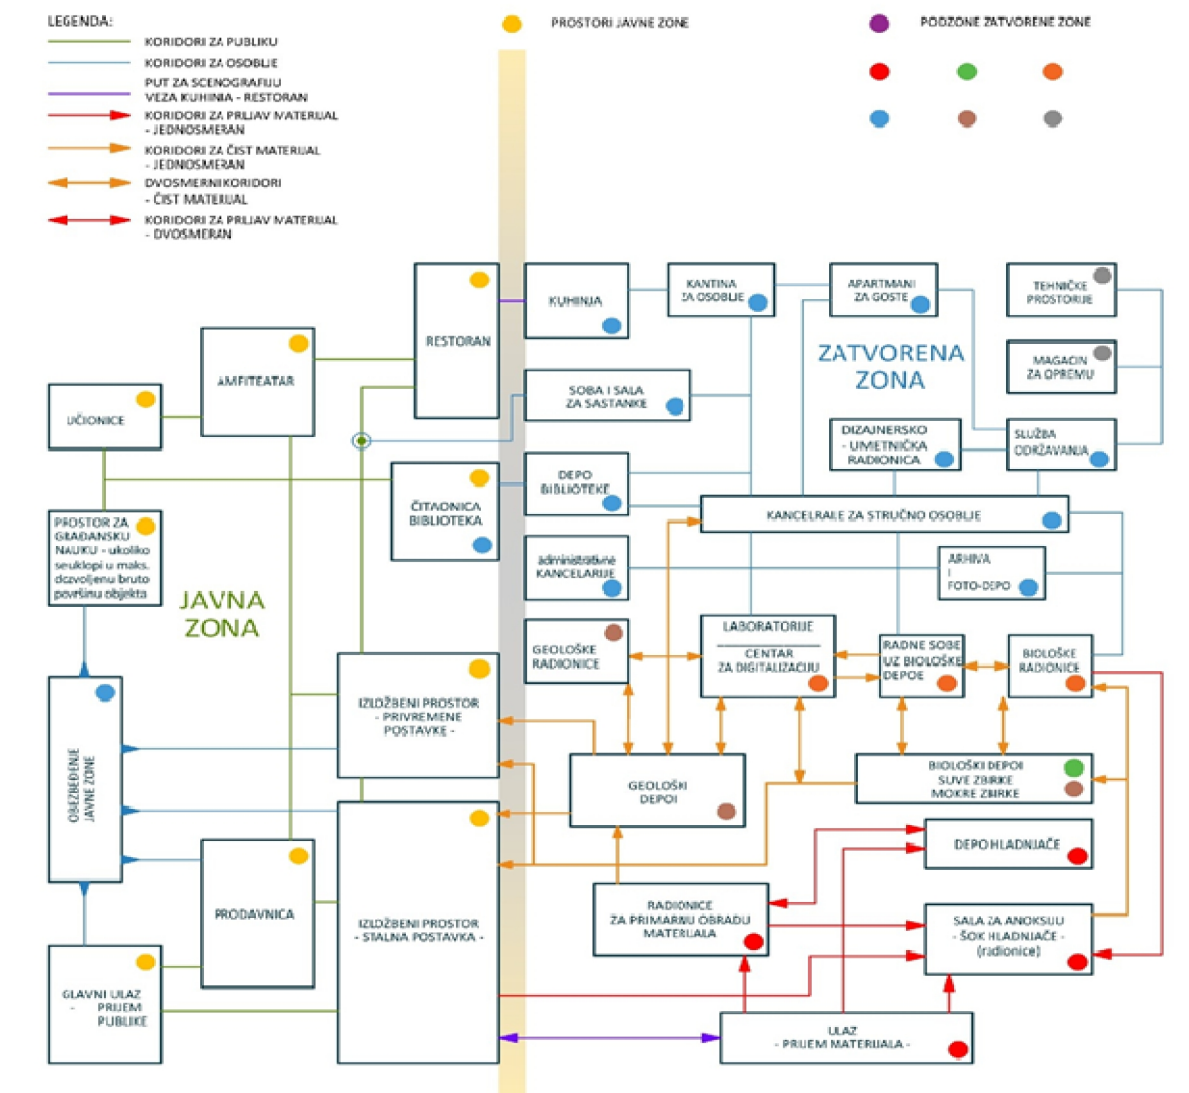 LEGENDA:
KORIDORI ZA PUBLIKU
KORIDORI ZA OSOBLJE
PUT ZA SCENOGRAFIJU
VEZA KUHINJA - RESTORAN
KORIDORI ZA PRLJAV MATERIJAL
- JEDNOSMERAN
KORIDORI ZA ČIST MATERIJAL
- JEDNOSMERAN
DVOSMERNI KORIDORI
- ČIST MATERIJAL
KORIDORI ZA PRLJAV MATERIJAL
- DVOSMERAN
PROSTORI JAVNE ZONE
PODZONE ZATVORENE ZONE
RESTORAN
KUHINJA
KANTINA
ZA OSOBLJE
APARTMANI
ZA GOSTE
TEHNIČKE
PROSTORIJE
ZATVORENA
ZONA
MAGACIN
ZA OPREMU
AMFITEATAR
SOBA I SALA
ZA SASTANKE
UČIONICE
DIZAJNERSKO
- UMETNIČKA
RADIONICA
SLUŽBA
ODRŽAVANJA
ČITAONICA
BIBLIOTEKA
DEPO
BIBLIOTEKE
KANCELARIJE ZA STRUČNO OSOBLJE
PROSTOR ZA
GRAĐANSKU
NAUKU - ukoliko
se uklopi u maks.
dozvoljenu bruto
površinu objekta
administrativne
KANCELARIJE
ARHIVA
I
FOTO-DEPO
JAVNA
ZONA
GEOLOŠKE
RADIONICE
LABORATORIJE
CENTAR
ZA DIGITALIZACIJU
RADNE SOBE
UZ BIOLOŠKE
DEPOE
BIOLOŠKE
RADIONICE
IZLOŽBENI PROSTOR
- PRIVREMENE
POSTAVKE -
OBEZBEĐENJE
JAVNE ZONE
GEOLOŠKI
DEPOI
BIOLOŠKI DEPOI
SUVE ZBIRKE
MOKRE ZBIRKE
DEPO HLADNJAČE
PRODAVNICA
IZLOŽBENI PROSTOR
- STALNA POSTAVKA -
RADIONICE
ZA PRIMARNU OBRADU
MATERIJALA
SALA ZA ANOKSIJU
- ŠOK HLADNJAČE -
(radionice)
GLAVNI ULAZ
- PRIJEM
PUBLIKE
ULAZ
- PRIJEM MATERIJALA -